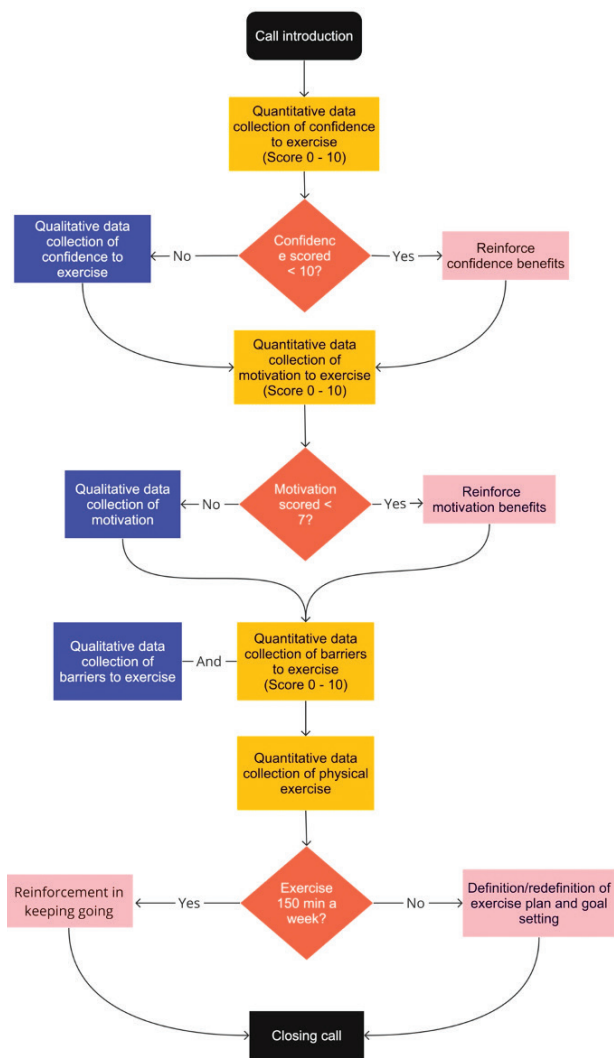 Call introduction
Quantitative data
collection of confidence
to exercise
(Score 0 - 10)
Qualitative data
collection of
confidence to
exercise
No
Confidenc
e scored
< 10?
Yes
Reinforce
confidence benefits
Quantitative data
collection of
motivation to exercise
(Score 0 - 10)
Qualitative data
collection
of motivation
No
Motivation
scored <
7?
Yes
Reinforce
motivation benefits
Qualitative data
collection of
barriers to exercise
And
Quantitative data
collection of barriers
to exercise
(Score 0 - 10)
Quantitative data
collection of physical
exercise
Reinforcement in
keeping going
Yes
Exercise
150 min a
week?
No
Definition/redefinition of
exercise plan and goal
setting
Closing call